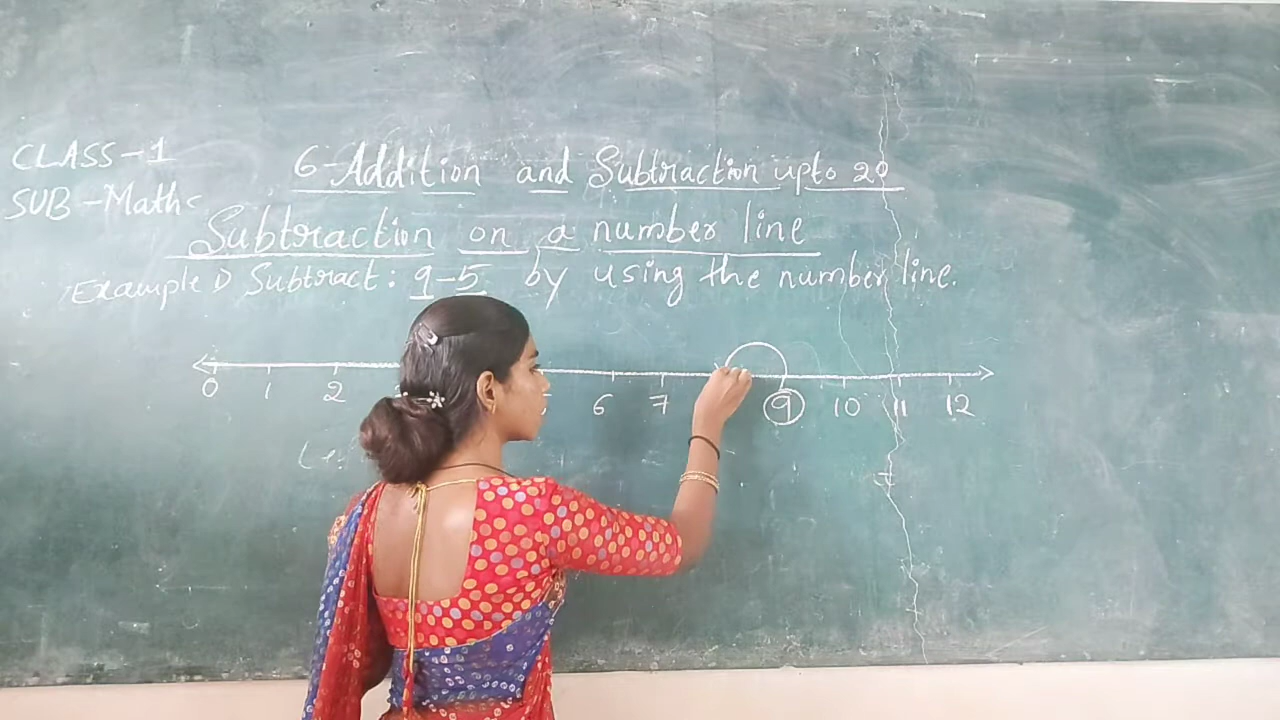 CLASS-1
6-Addition and Subtraction upto 20
SUB-Maths
Subtraction on a number line
Example 1) Subtract: 9-5 by using the number line.
0 1 2 6 7 9 10 11 12